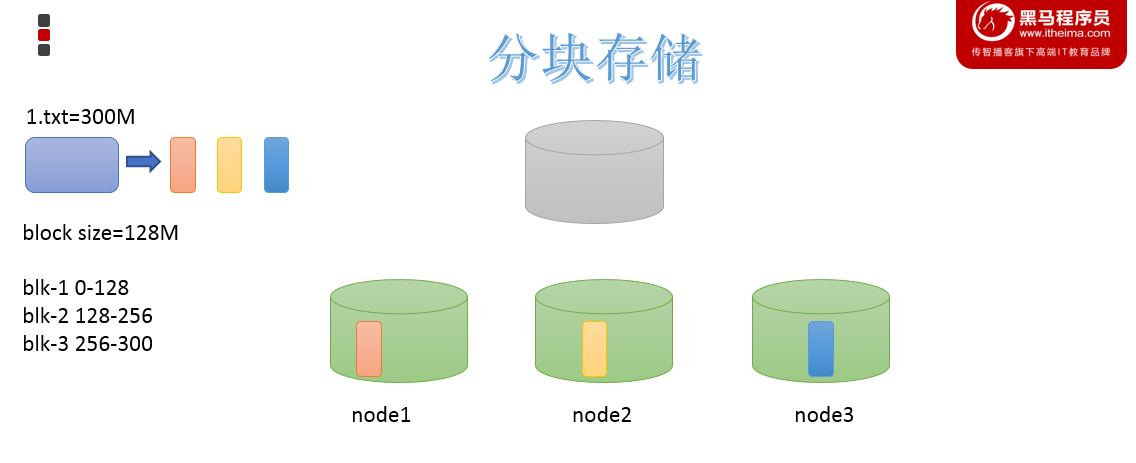 黑马程序员
www.itheima.com
传智播客旗下高端IT教育品牌
分块存储
1.txt=300M
block size=128M
blk-1 0-128
blk-2 128-256
blk-3 256-300
node1
node2
node3